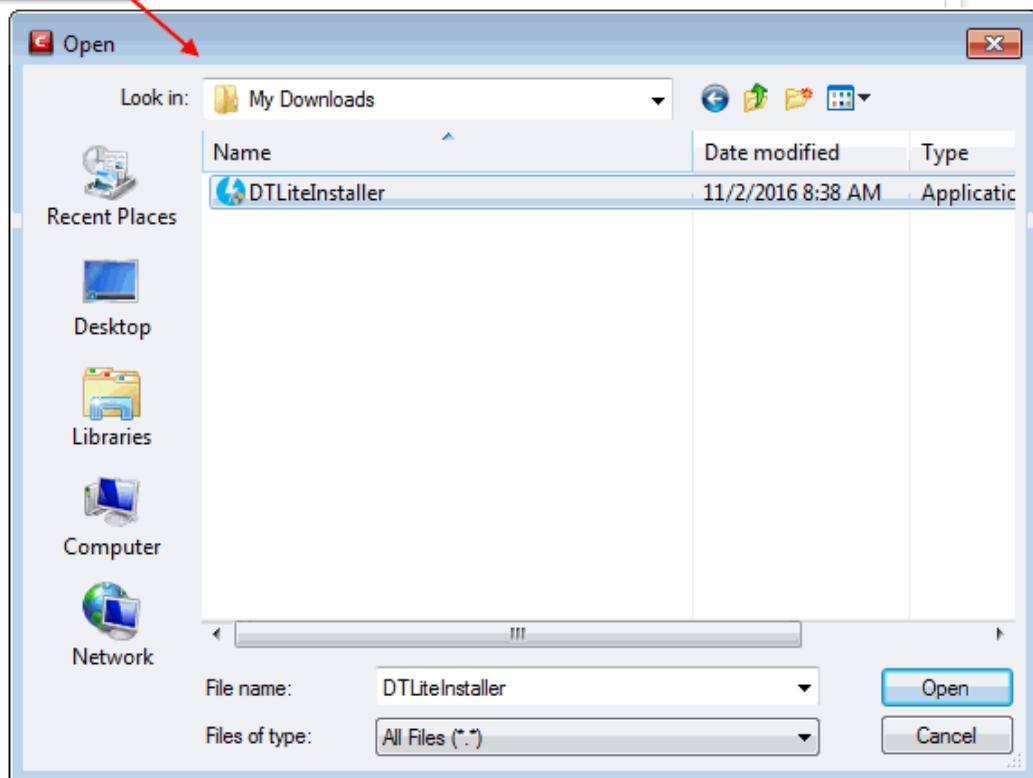 Open
Look in: My Downloads
Name Date modified Type
DTLiteInstaller 11/2/2016 8:38 AM Applicatic
Recent Places
Desktop
Libraries
Computer
Network
File name: DTLiteInstaller Open
Files of type: All Files (*.*) Cancel